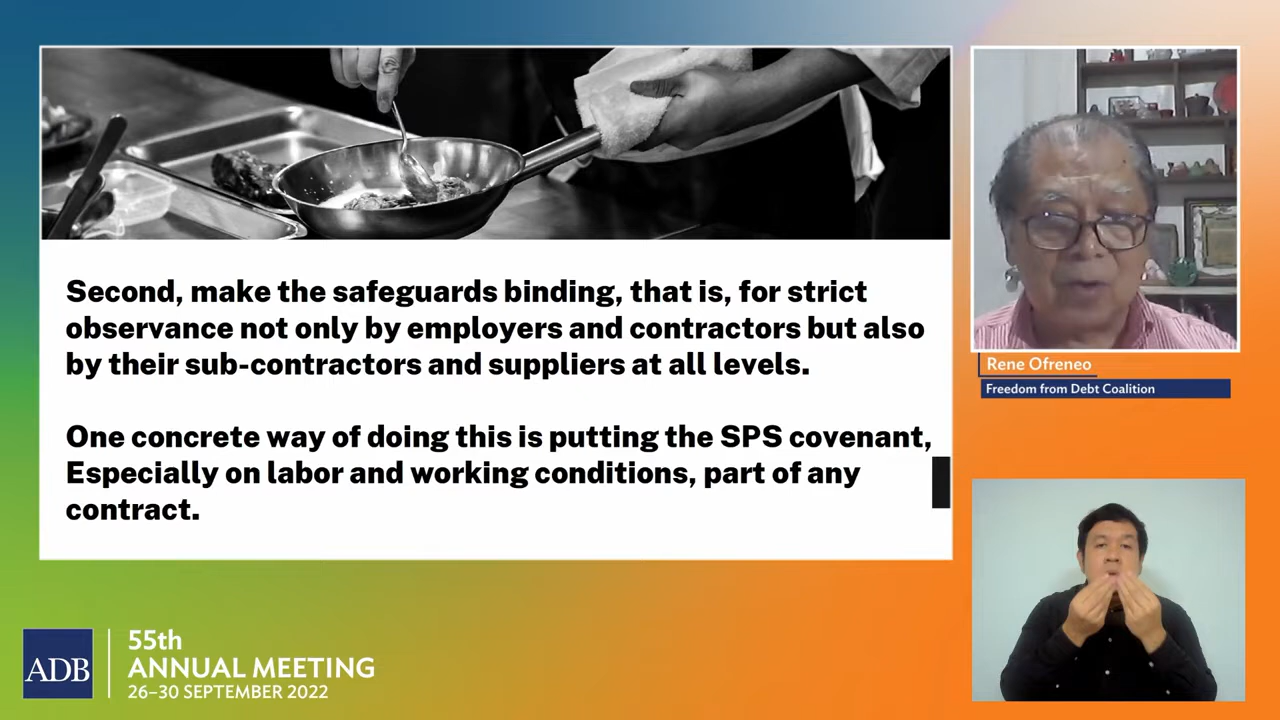 Second, make the safeguards binding, that is, for strict
observance not only by employers and contractors but also
by their sub-contractors and suppliers at all levels.
One concrete way of doing this is putting the SPS covenant,
Especially on labor and working conditions, part of any
contract.
Rene Ofreneo
Freedom from Debt Coalition
ADB
55th
ANNUAL MEETING
26–30 SEPTEMBER 2022